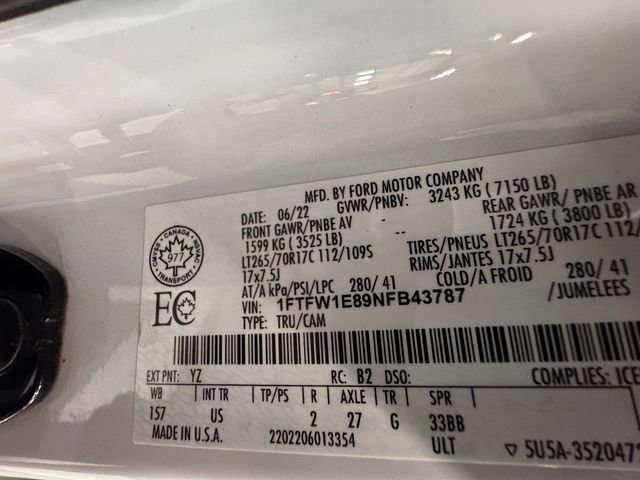 MFD. BY FORD MOTOR COMPANY
DATE: 06/22 GVWR/PNBV: 3243 KG ( 7150 LB)
FRONT GAWR/PNBE AV - REAR GAWR/ PNBE AR
1599 KG ( 3525 LB) -- 1724 KG ( 3800 LB)
LT265/70R17C 112/109S TIRES/PNEUS LT265/70R17C 112/
17x7.5J RIMS/JANTES 17x7.5J
AT/A kPa/PSI/LPC 280/ 41 COLD/A FROID 280/ 41
VIN: 1FTFW1E89NFB43787 /JUMELEES
TYPE: TRU/CAM
CANADA
977
TRANSPORT
EC
EXT PNT: YZ RC: B2 DSO: COMPLIES: ICE
WB INT TR TP/PS R AXLE TR SPR
157 US 2 27 G 33BB
MADE IN U.S.A. 2202206013354 ULT 5U5A-3520472